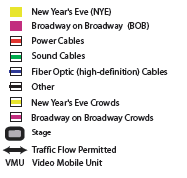 New Year's Eve (NYE)
Broadway on Broadway (BOB)
Power Cables
Sound Cables
Fiber Optic (high-definition) Cables
Other
New Year's Eve Crowds
Broadway on Broadway Crowds
Stage
Traffic Flow Permitted
VMU Video Mobile Unit